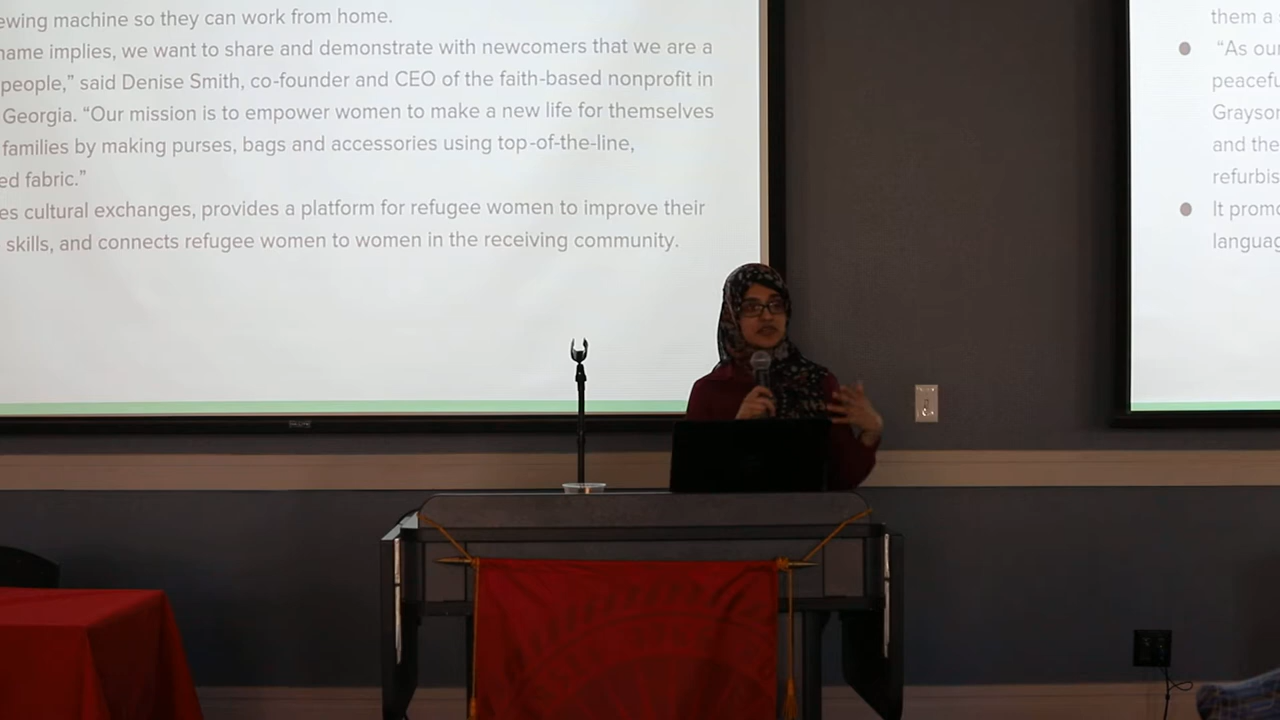 ewing machine so they can work from home.
name implies, we want to share and demonstrate with newcomers that we are a
people,” said Denise Smith, co-founder and CEO of the faith-based nonprofit in
Georgia. “Our mission is to empower women to make a new life for themselves
families by making purses, bags and accessories using top-of-the-line,
ed fabric.”
es cultural exchanges, provides a platform for refugee women to improve their
skills, and connects refugee women to women in the receiving community.
them a
● “As our
peacefu
Grayson
and the
refurbis
● It promo
languag